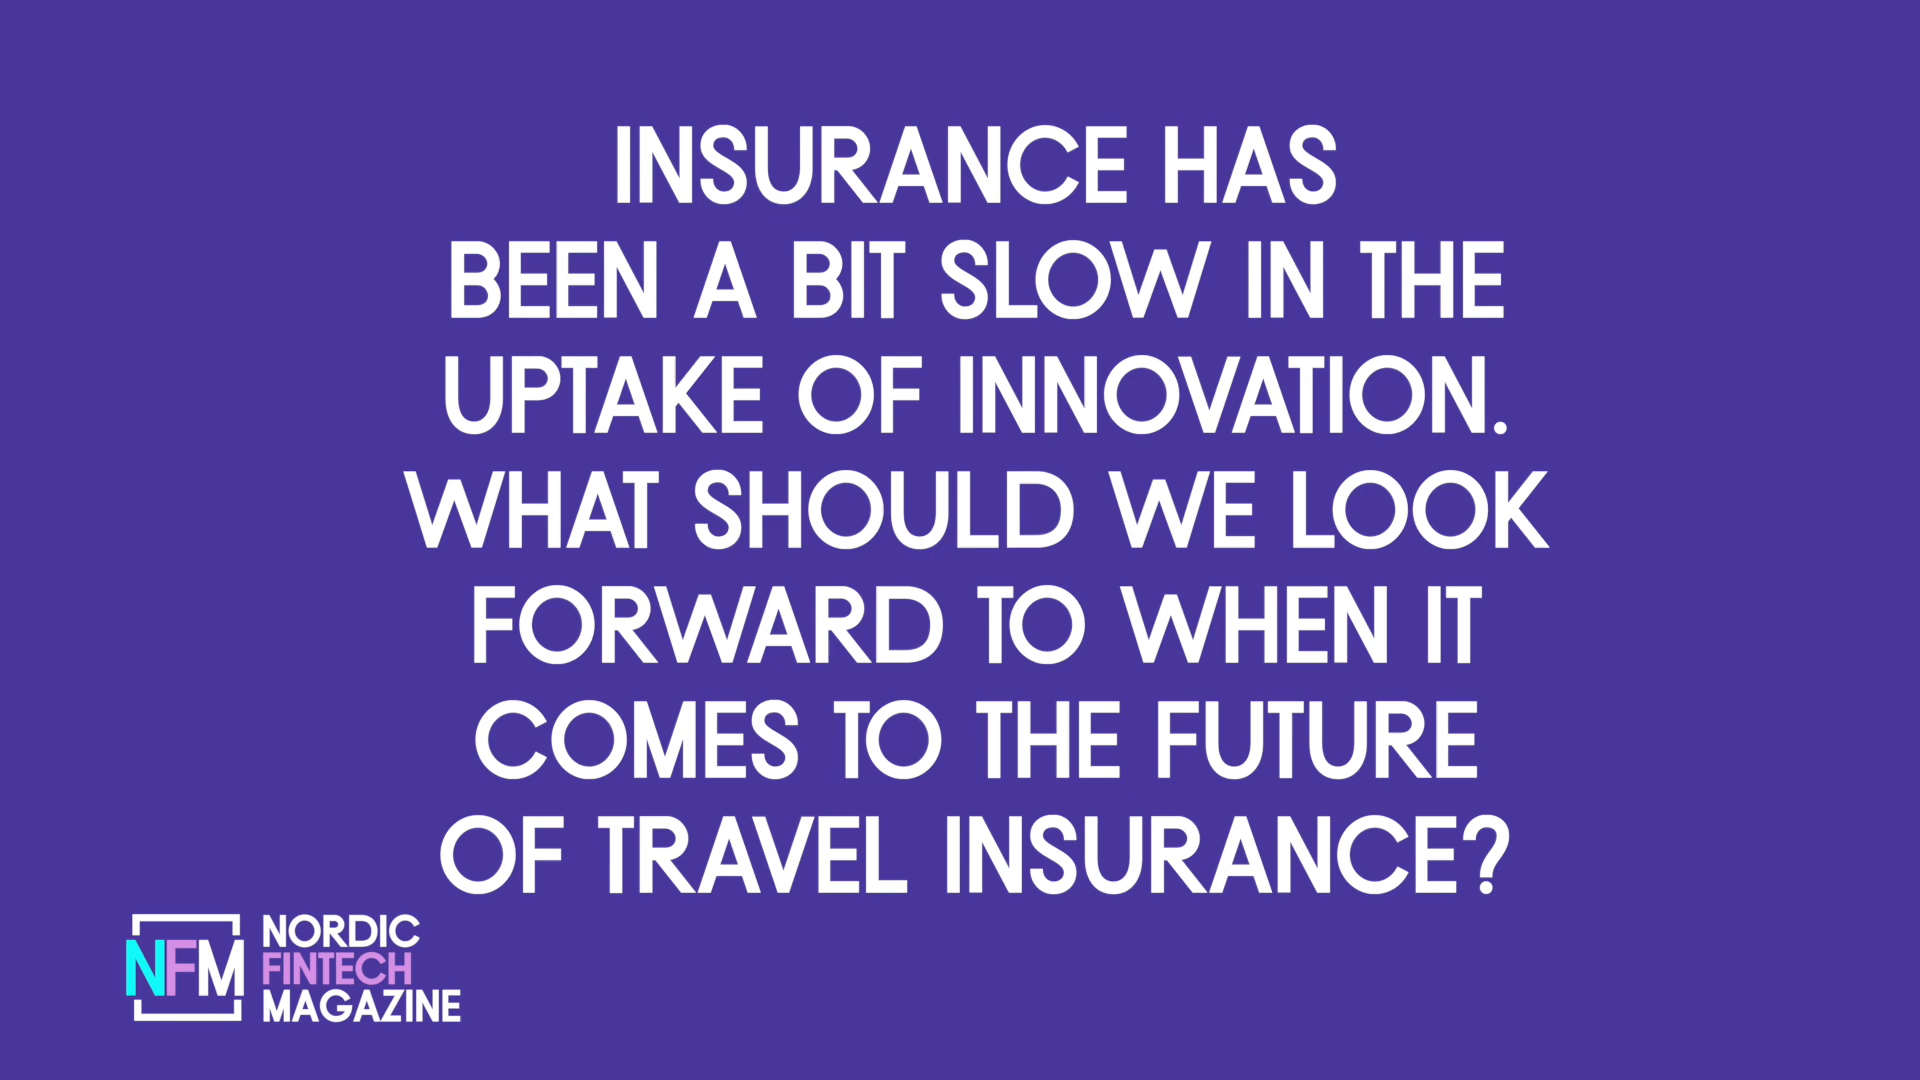 INSURANCE HAS
BEEN A BIT SLOW IN THE
UPTAKE OF INNOVATION.
WHAT SHOULD WE LOOK
FORWARD TO WHEN IT
COMES TO THE FUTURE
OF TRAVEL INSURANCE?
NFM
NORDIC
FINTECH
MAGAZINE